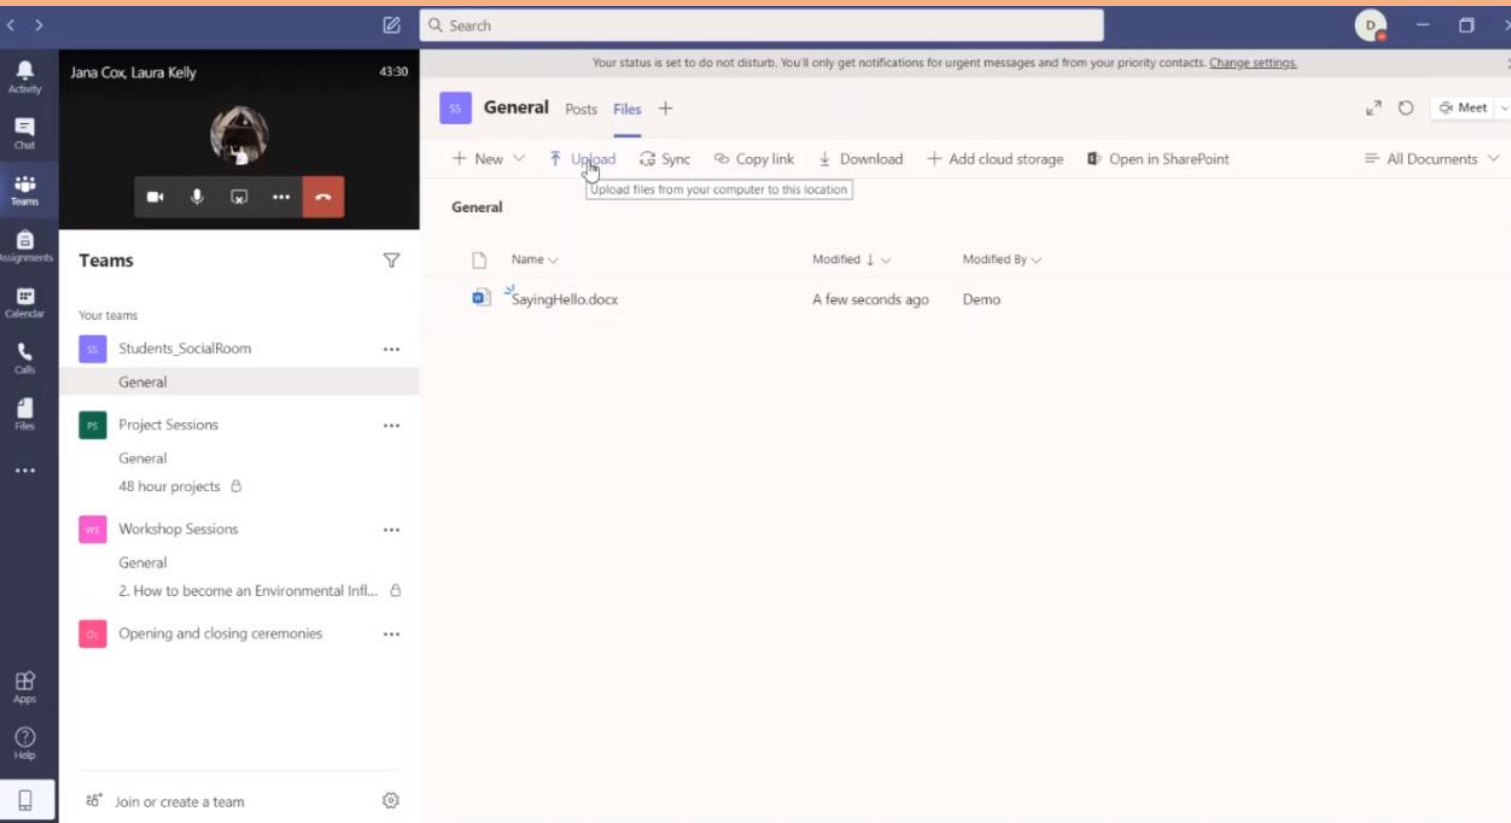 Search
D
Activity
Chat
Teams
Assignments
Calendar
Calls
Files
Apps
Help
Jana Cox, Laura Kelly 43:30
Teams
Your teams
SS Students_SocialRoom
General
PS Project Sessions
General
48 hour projects
WS Workshop Sessions
General
2. How to become an Environmental Infl...
Oc Opening and closing ceremonies
Join or create a team
Your status is set to do not disturb. You'll only get notifications for urgent messages and from your priority contacts. Change settings.
SS General Posts Files + Meet
+ New Upload Sync Copy link Download + Add cloud storage Open in SharePoint All Documents
Upload files from your computer to this location
General
Name Modified ↓ Modified By
SayingHello.docx A few seconds ago Demo